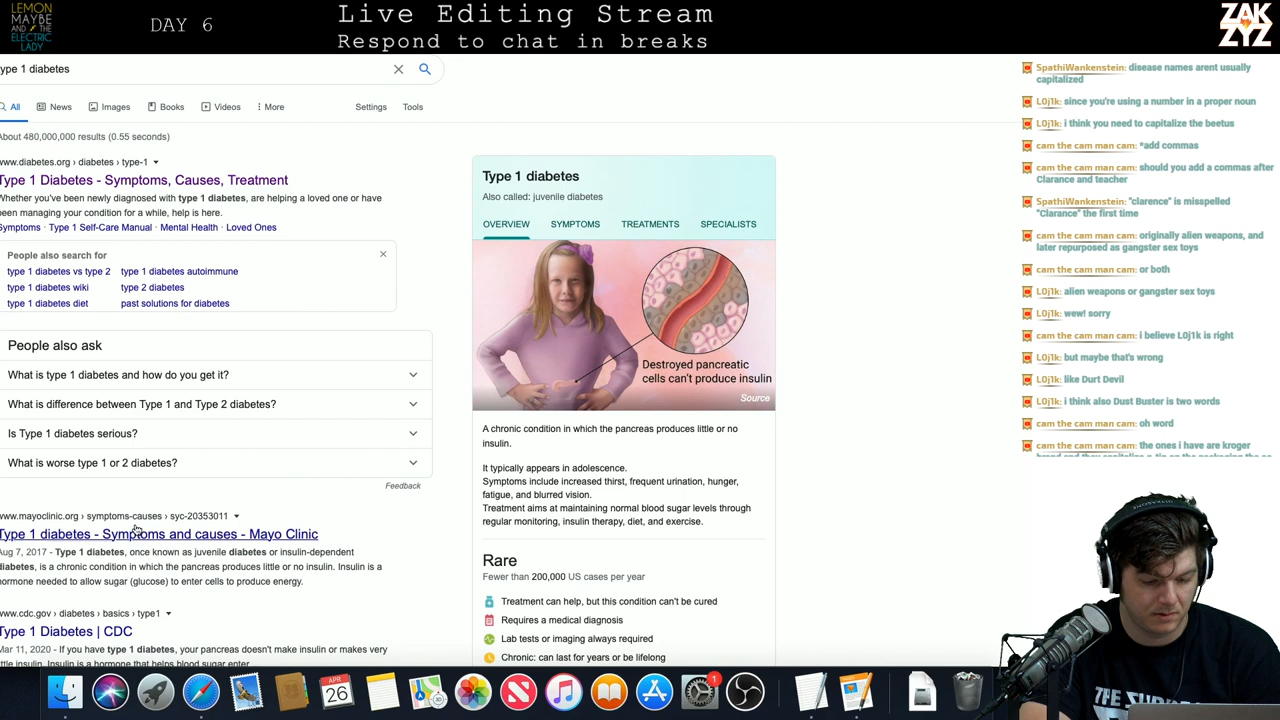 LEMON
MAYBE
AND THE
ELECTRIC
LADY
DAY 6
Live Editing Stream
Respond to chat in breaks
ZAK
ZYZ
ype 1 diabetes
All
News
Images
Books
Videos
More
Settings
Tools
About 480,000,000 results (0.55 seconds)
www.diabetes.org › diabetes › type-1
Type 1 Diabetes - Symptoms, Causes, Treatment
Whether you've been newly diagnosed with type 1 diabetes, are helping a loved one or have
been managing your condition for a while, help is here.
Symptoms · Type 1 Self-Care Manual · Mental Health · Loved Ones
People also search for
type 1 diabetes vs type 2
type 1 diabetes autoimmune
type 1 diabetes wiki
type 2 diabetes
type 1 diabetes diet
past solutions for diabetes
People also ask
What is type 1 diabetes and how do you get it?
What is difference between Type 1 and Type 2 diabetes?
Is Type 1 diabetes serious?
What is worse type 1 or 2 diabetes?
Feedback
www.mayoclinic.org › symptoms-causes › syc-20353011
Type 1 diabetes - Symptoms and causes - Mayo Clinic
Aug 7, 2017 - Type 1 diabetes, once known as juvenile diabetes or insulin-dependent
diabetes, is a chronic condition in which the pancreas produces little or no insulin. Insulin is a
hormone needed to allow sugar (glucose) to enter cells to produce energy.
www.cdc.gov › diabetes › basics › type1
Type 1 Diabetes | CDC
Mar 11, 2020 - If you have type 1 diabetes, your pancreas doesn't make insulin or makes very
little insulin. Insulin is a hormone that helps blood sugar enter
Type 1 diabetes
Also called: juvenile diabetes
OVERVIEW
SYMPTOMS
TREATMENTS
SPECIALISTS
Destroyed pancreatic
cells can't produce insulin
Source
A chronic condition in which the pancreas produces little or no
insulin.
It typically appears in adolescence.
Symptoms include increased thirst, frequent urination, hunger,
fatigue, and blurred vision.
Treatment aims at maintaining normal blood sugar levels through
regular monitoring, insulin therapy, diet, and exercise.
Rare
Fewer than 200,000 US cases per year
Treatment can help, but this condition can't be cured
Requires a medical diagnosis
Lab tests or imaging always required
Chronic: can last for years or be lifelong
SpathiWankenstein: disease names arent usually
capitalized
L0j1k: since you're using a number in a proper noun
L0j1k: i think you need to capitalize the beetus
cam the cam man cam: *add commas
cam the cam man cam: should you add a commas after
Clarance and teacher
SpathiWankenstein: "clarence" is misspelled
"Clarance" the first time
cam the cam man cam: originally alien weapons, and
later repurposed as gangster sex toys
cam the cam man cam: or both
L0j1k: alien weapons or gangster sex toys
L0j1k: wew! sorry
cam the cam man cam: i believe L0j1k is right
L0j1k: but maybe that's wrong
L0j1k: like Durt Devil
L0j1k: i think also Dust Buster is two words
cam the cam man cam: oh word
cam the cam man cam: the ones i have are kroger
APR
26
1